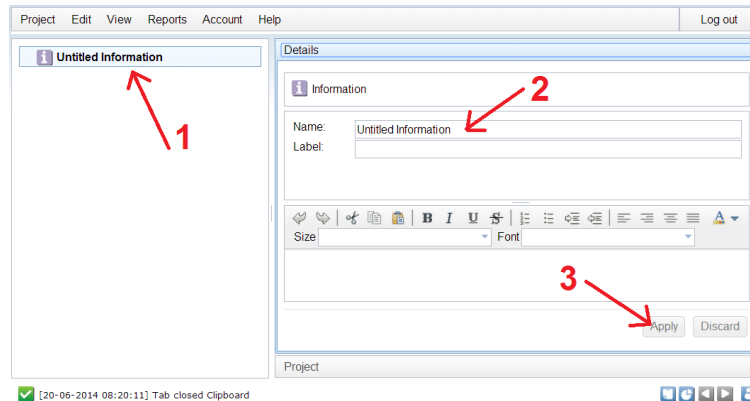 Project Edit View Reports Account Help Log out
Untitled Information
1
Details
Information
2
Name: Untitled Information
Label:
B I U S A
Size Font
3
Apply Discard
Project
[20-06-2014 08:20:11] Tab closed Clipboard